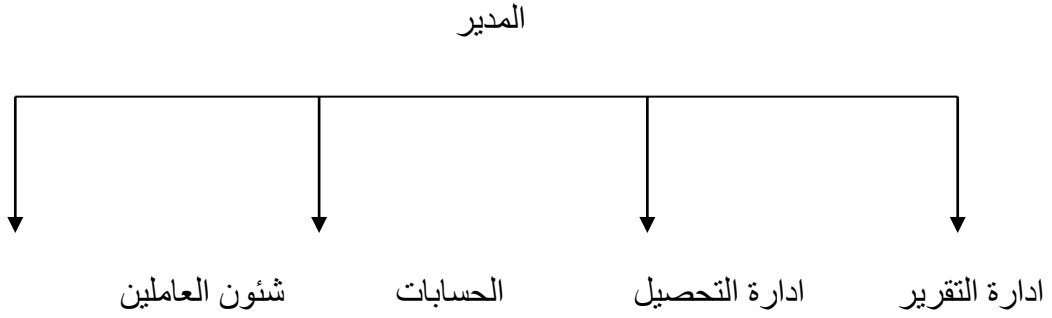 المدير
ادارة التقرير ادارة التحصيل الحسابات شئون العاملين